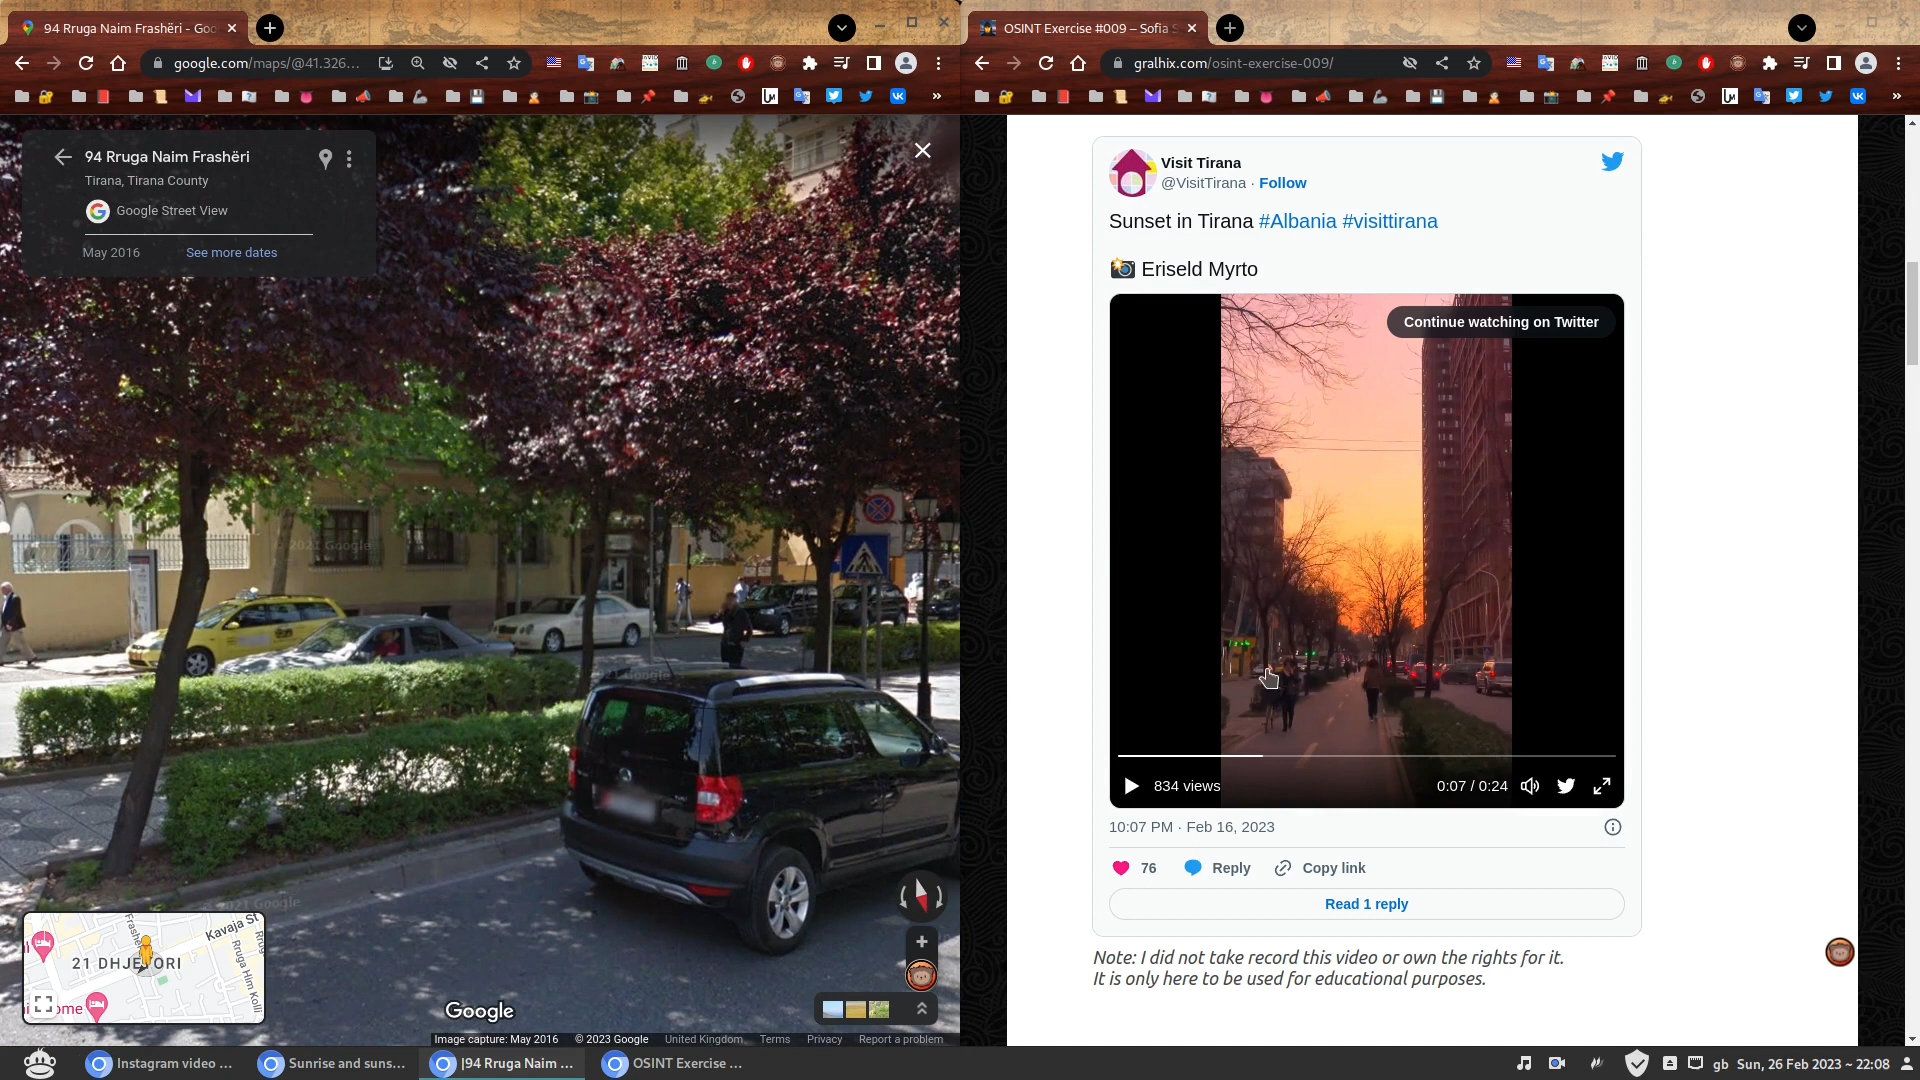 94 Rruga Naim Frashëri - Goo
google.com/maps/@41.326...
94 Rruga Naim Frashëri
Tirana, Tirana County
Google Street View
May 2016 See more dates
© 2021 Google
Kavaja St
Rruga Him Kolli
21 DHJETORI
Google
Image capture: May 2016 © 2023 Google United Kingdom Terms Privacy Report a problem
OSINT Exercise #009 – Sofia S
gralhix.com/osint-exercise-009/
Visit Tirana
@VisitTirana · Follow
Sunset in Tirana #Albania #visittirana
Eriseld Myrto
Continue watching on Twitter
834 views 0:07 / 0:24
10:07 PM · Feb 16, 2023
76 Reply Copy link
Read 1 reply
Note: I did not take record this video or own the rights for it.
It is only here to be used for educational purposes.
Instagram video ... Sunrise and suns... |94 Rruga Naim ... OSINT Exercise ... gb Sun, 26 Feb 2023 ~ 22:08